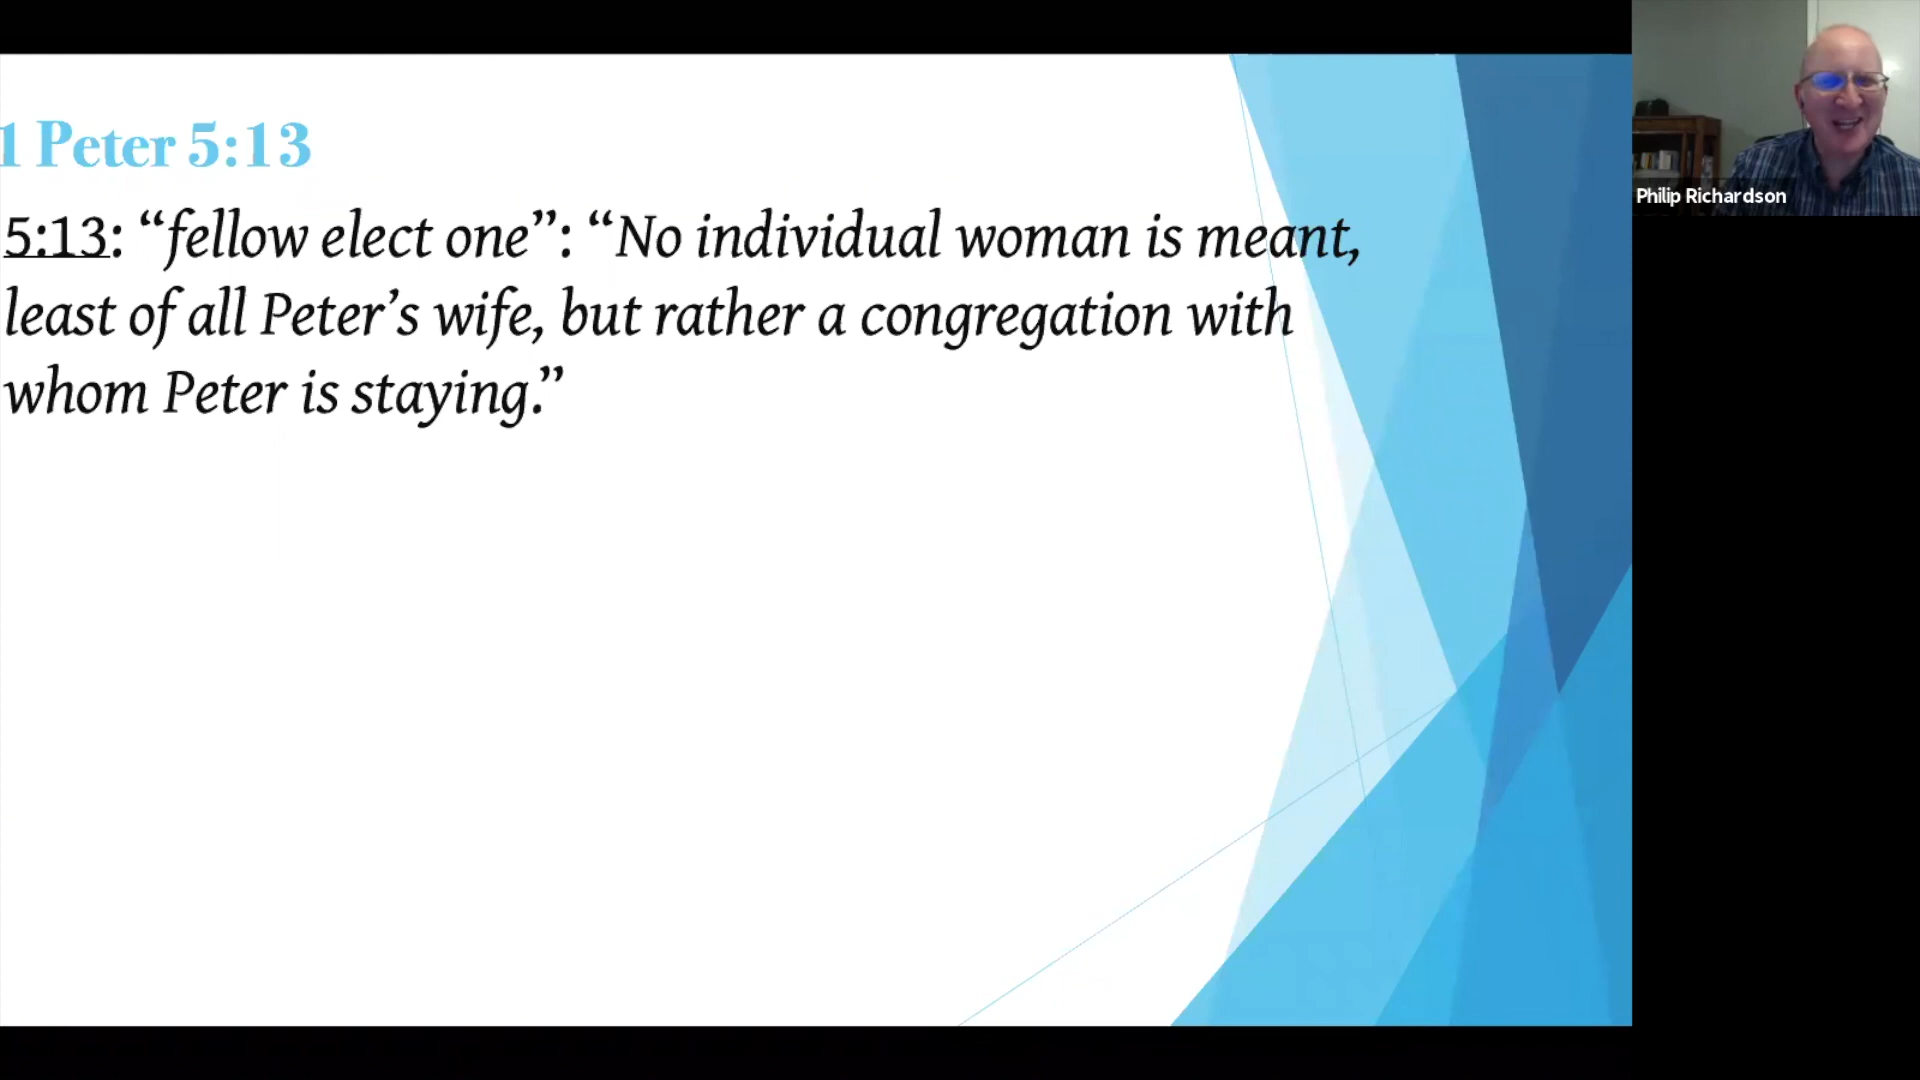 1 Peter 5:13
5:13: “fellow elect one”: “No individual woman is meant,
least of all Peter’s wife, but rather a congregation with
whom Peter is staying.”
Philip Richardson